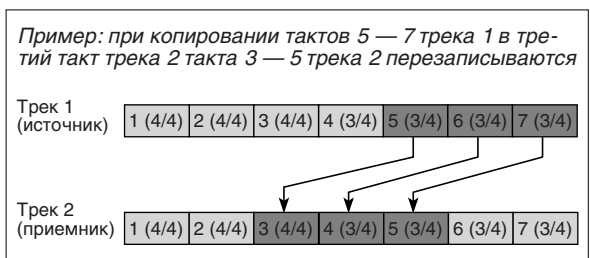 Пример: при копировании тактов 5 — 7 трека 1 в тре-
тий такт трека 2 такта 3 — 5 трека 2 перезаписываются
Трек 1
(источник)
1 (4/4) 2 (4/4) 3 (4/4) 4 (3/4) 5 (3/4) 6 (3/4) 7 (3/4)
Трек 2
(приемник)
1 (4/4) 2 (4/4) 3 (4/4) 4 (3/4) 5 (3/4) 6 (3/4) 7 (3/4)